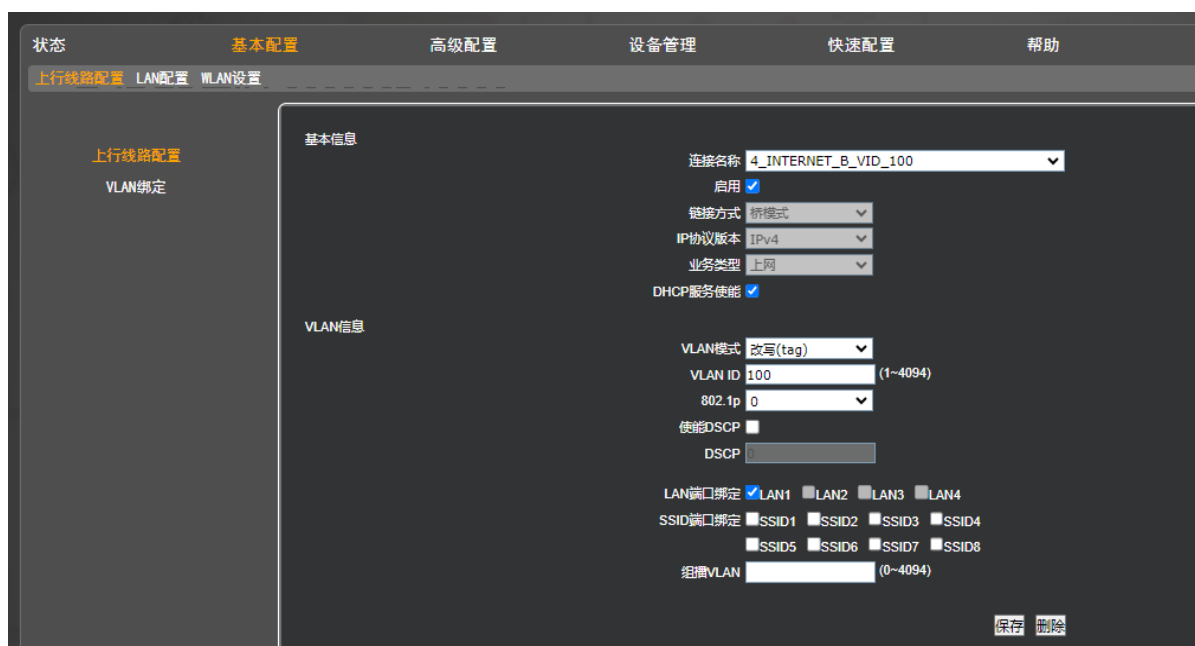 状态 基本配置 高级配置 设备管理 快速配置 帮助
上行线路配置 LAN配置 WLAN设置
上行线路配置
VLAN绑定
基本信息
连接名称 4_INTERNET_B_VID_100
启用
链接方式 桥模式
IP协议版本 IPv4
业务类型 上网
DHCP服务使能
VLAN信息
VLAN模式 改写(tag)
VLAN ID 100 (1~4094)
802.1p 0
使能DSCP
DSCP 0
LAN端口绑定 LAN1 LAN2 LAN3 LAN4
SSID端口绑定 SSID1 SSID2 SSID3 SSID4
SSID5 SSID6 SSID7 SSID8
组播VLAN (0~4094)
保存 删除